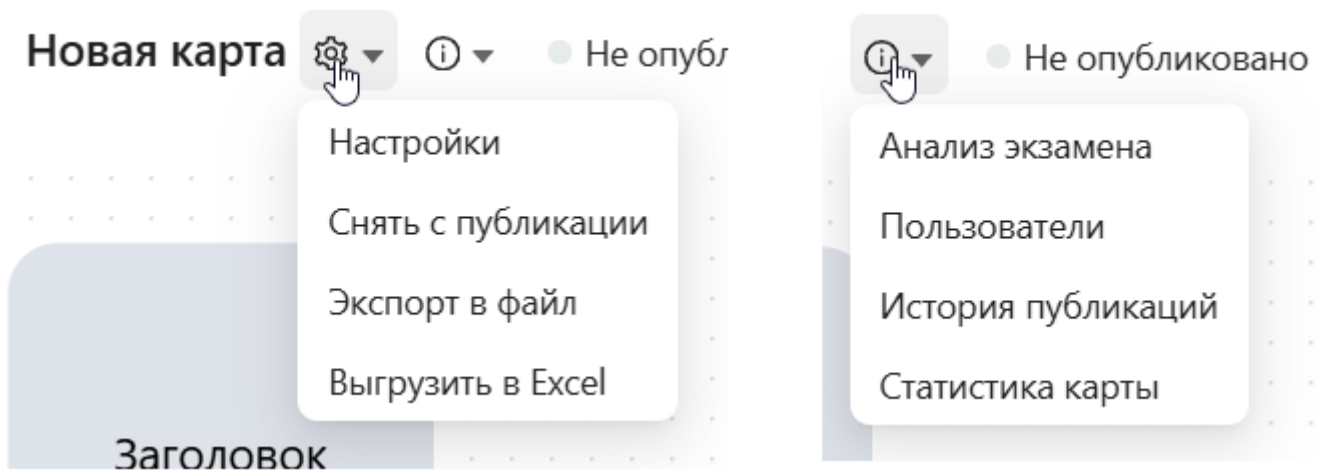 Новая карта
Не опубл
Настройки
Снять с публикации
Экспорт в файл
Выгрузить в Excel
Заголовок
Не опубликовано
Анализ экзамена
Пользователи
История публикаций
Статистика карты